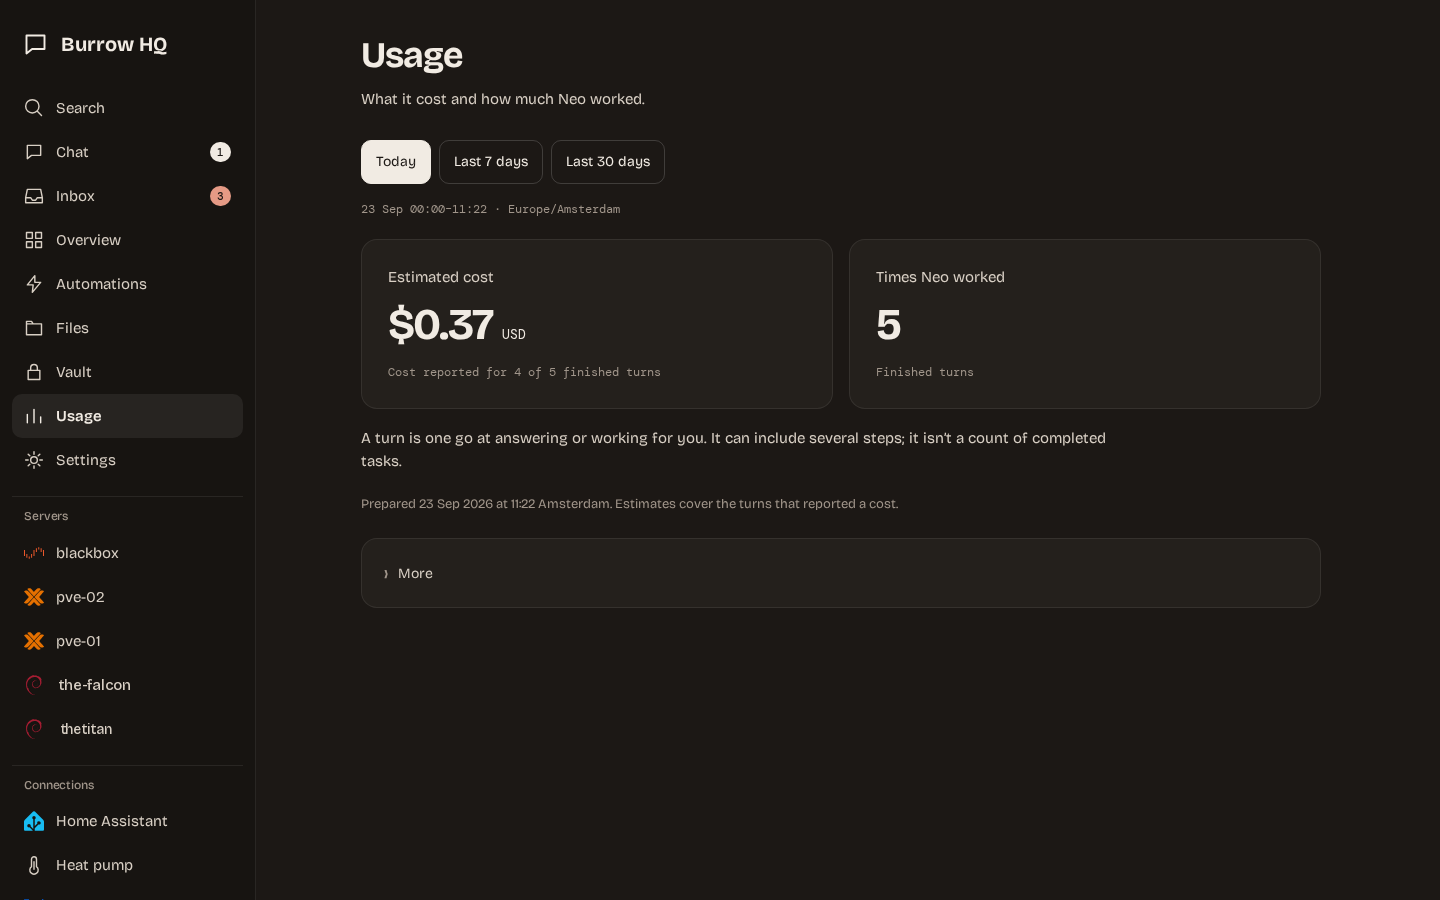 Burrow HQ
Search
Chat 1
Inbox 3
Overview
Automations
Files
Vault
Usage
Settings
Servers
blackbox
pve-02
pve-01
the-falcon
thetitan
Connections
Home Assistant
Heat pump
Usage
What it cost and how much Neo worked.
Today Last 7 days Last 30 days
23 Sep 00:00–11:22 · Europe/Amsterdam
Estimated cost
$0.37 USD
Cost reported for 4 of 5 finished turns
Times Neo worked
5
Finished turns
A turn is one go at answering or working for you. It can include several steps; it isn't a count of completed
tasks.
Prepared 23 Sep 2026 at 11:22 Amsterdam. Estimates cover the turns that reported a cost.
More